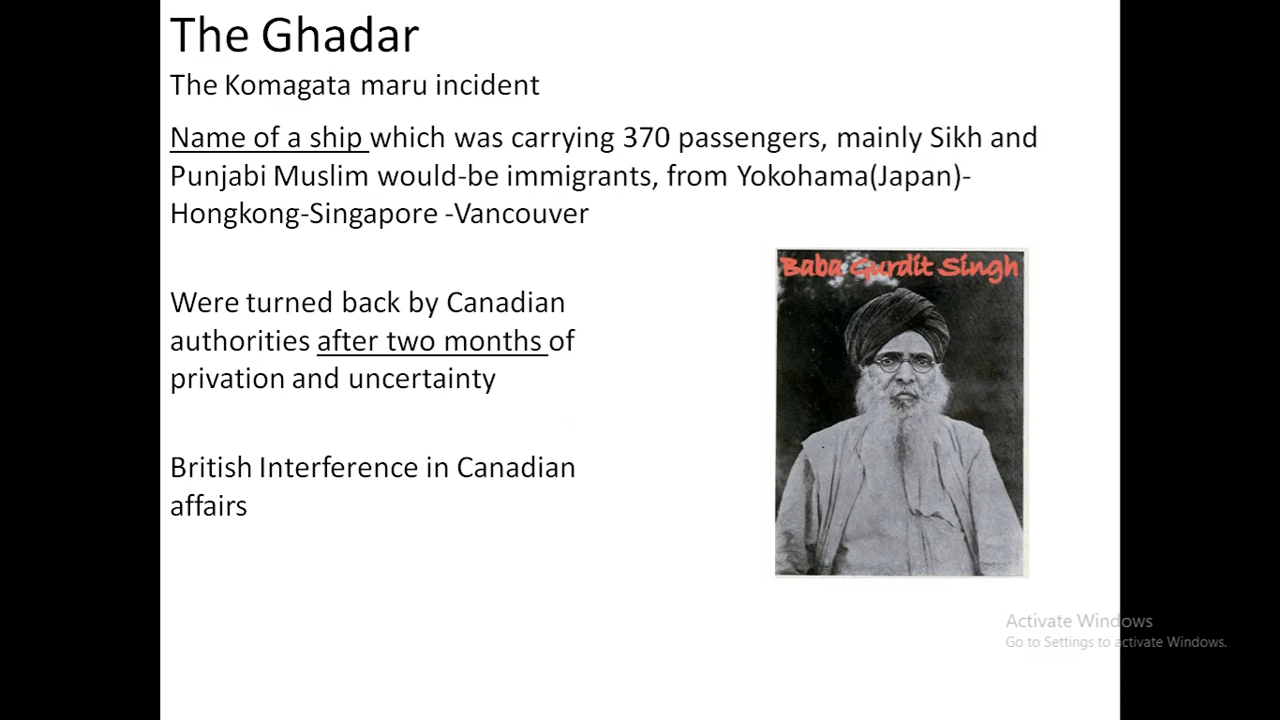 The Ghadar
The Komagata maru incident
Name of a ship which was carrying 370 passengers, mainly Sikh and
Punjabi Muslim would-be immigrants, from Yokohama(Japan)-
Hongkong-Singapore -Vancouver
Baba Gurdit Singh
Were turned back by Canadian
authorities after two months of
privation and uncertainty
British Interference in Canadian
affairs
Activate Windows
Go to Settings to activate Windows.